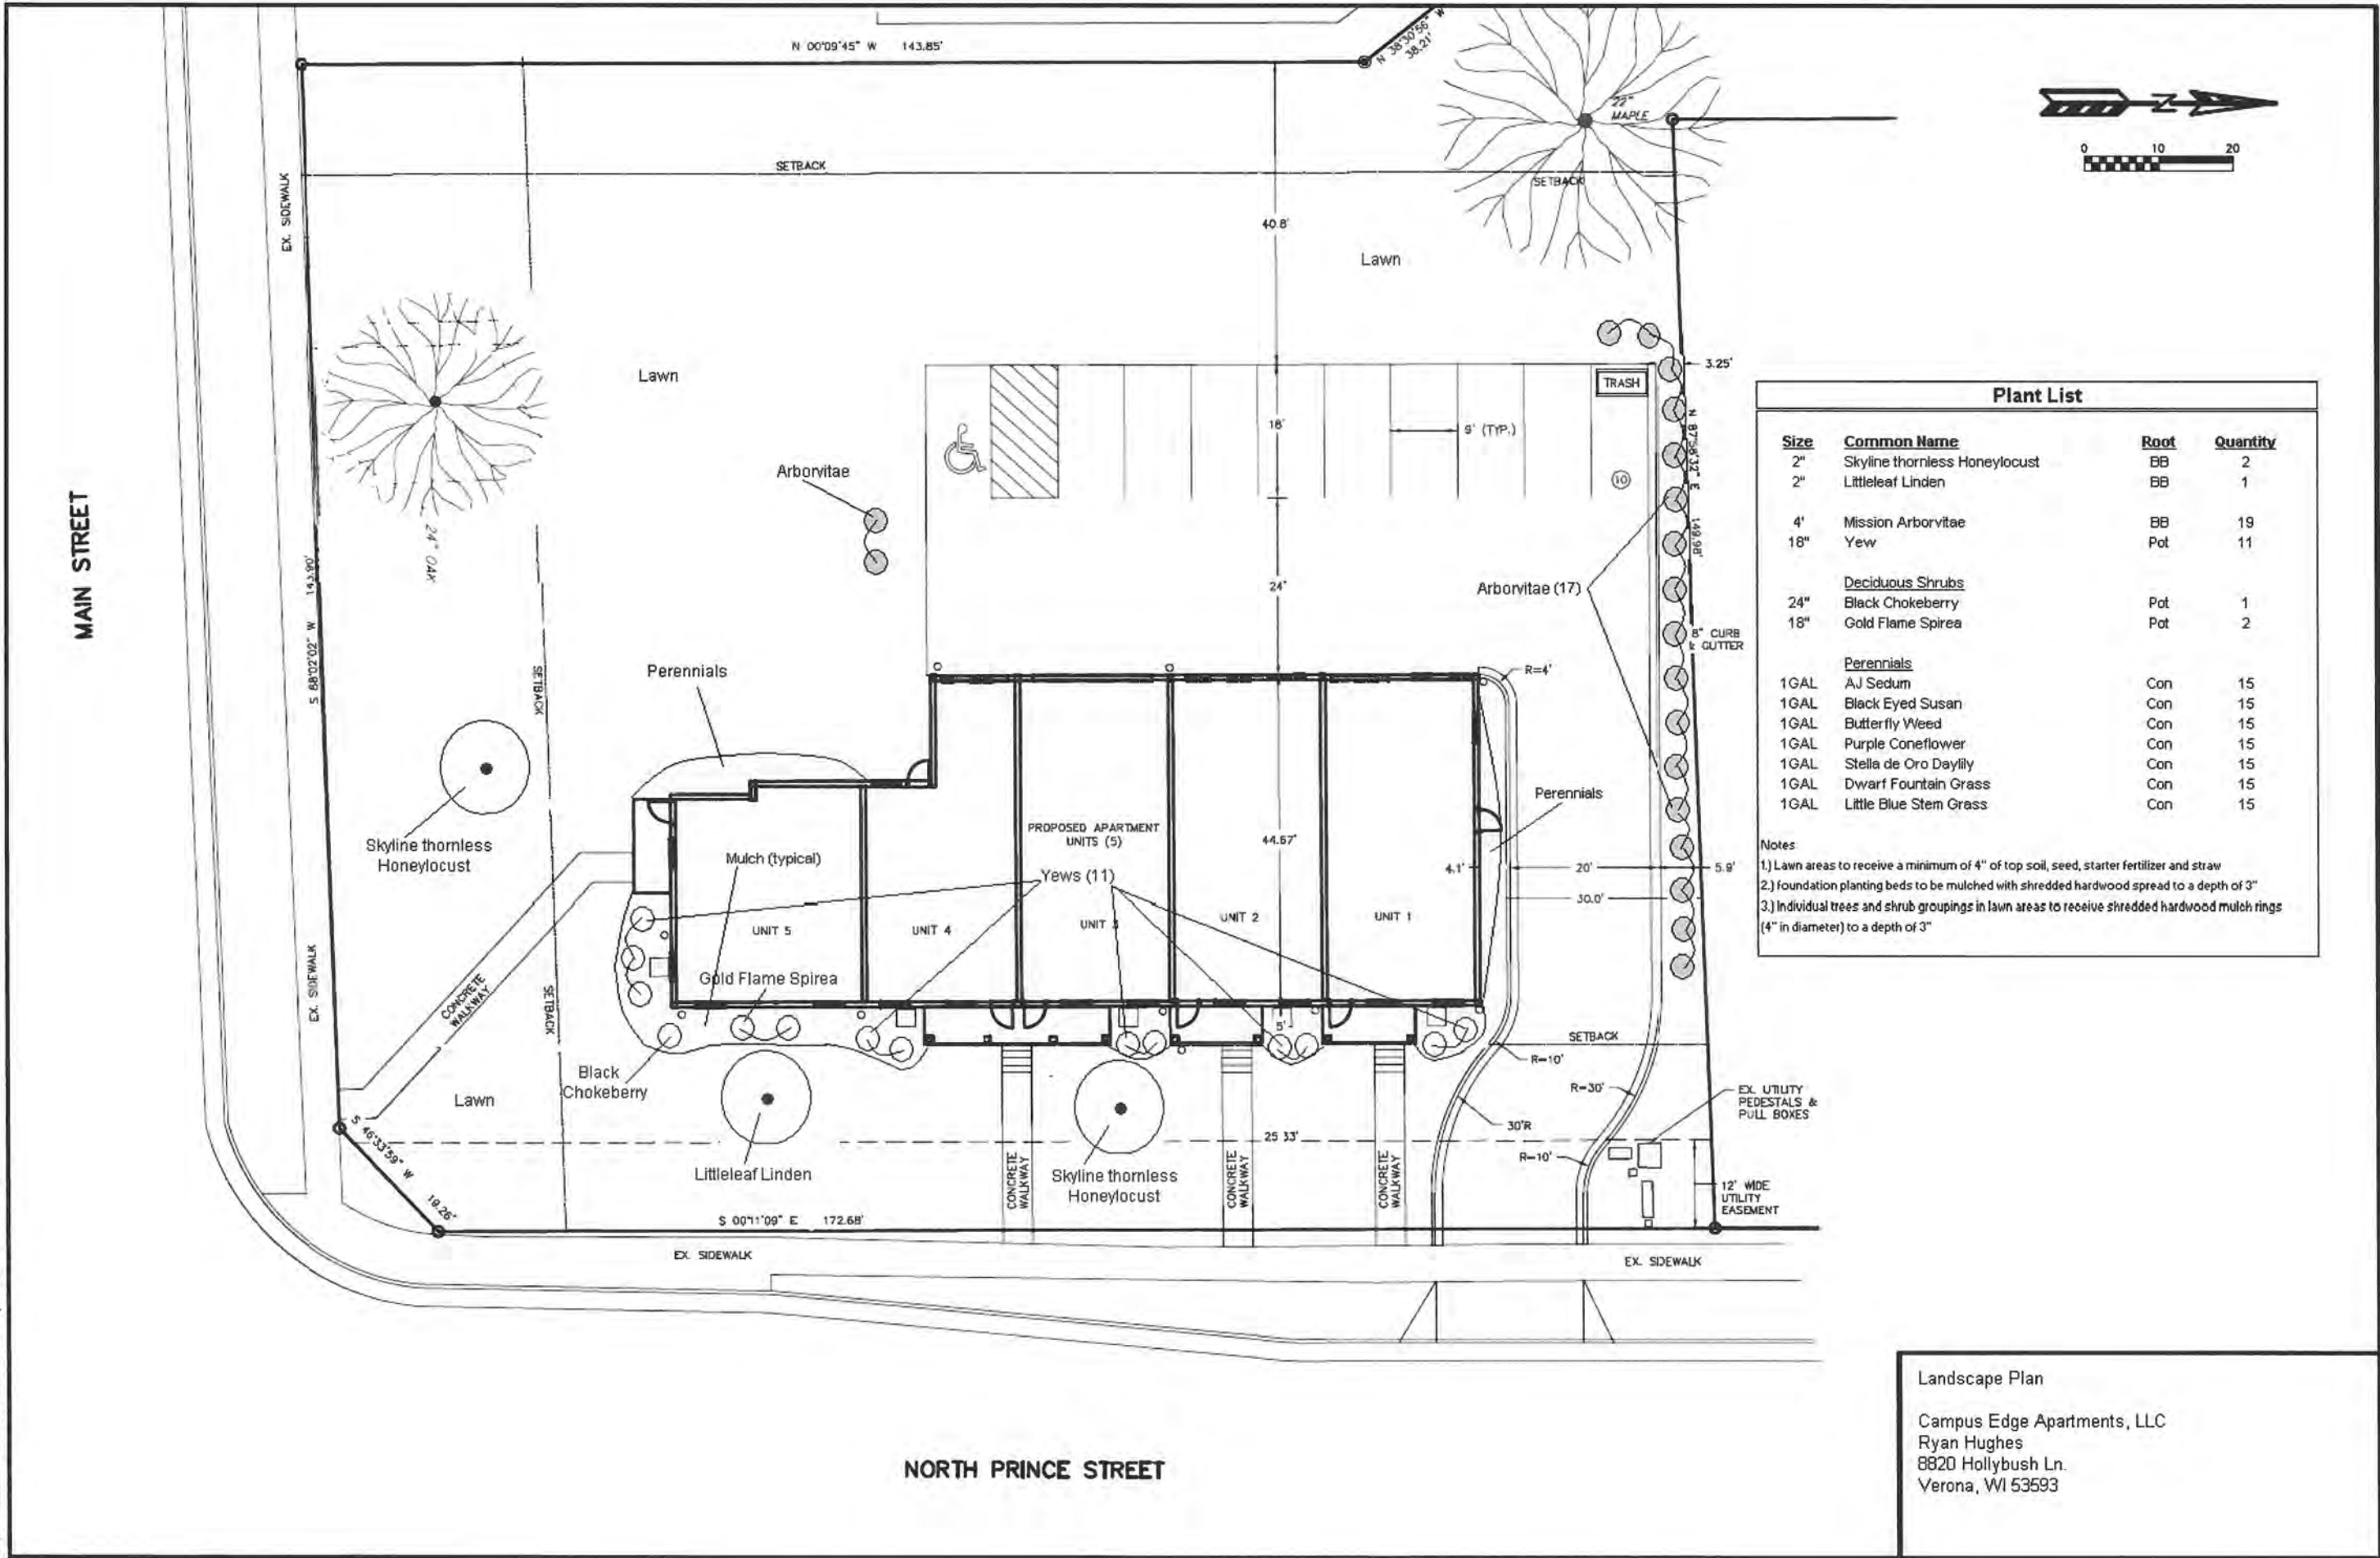 N 00°09'45" W 143.85'
N 38°30'56" W
38.21'
22"
MAPLE
0 10 20
SETBACK
SETBACK
EX. SIDEWALK
40.8'
Lawn
Lawn
TRASH
3.25'
18'
9' (TYP.)
N 87°58'32" E 149.98'
Arborvitae
10
24" OAK
MAIN STREET
24'
Arborvitae (17)
8" CURB
& GUTTER
S 88°02'02" W 143.90'
SETBACK
Perennials
R=4'
Skyline thornless
Honeylocust
Mulch (typical)
PROPOSED APARTMENT
UNITS (5)
44.67'
Perennials
Yews (11)
4.1'
20'
5.9'
30.0'
UNIT 5
UNIT 4
UNIT 3
UNIT 2
UNIT 1
Gold Flame Spirea
EX. SIDEWALK
CONCRETE
WALKWAY
SETBACK
5'
SETBACK
R=10'
Black
Chokeberry
R=30'
Lawn
EX. UTILITY
PEDESTALS &
PULL BOXES
30'R
S 46°33'59" W
19.26'
25 33'
R=10'
Littleleaf Linden
CONCRETE
WALKWAY
Skyline thornless
Honeylocust
CONCRETE
WALKWAY
CONCRETE
WALKWAY
12' WIDE
UTILITY
EASEMENT
S 00°11'09" E 172.68'
EX. SIDEWALK
EX. SIDEWALK
NORTH PRINCE STREET
Plant List
Size Common Name Root Quantity
2" Skyline thornless Honeylocust BB 2
2" Littleleaf Linden BB 1
4' Mission Arborvitae BB 19
18" Yew Pot 11
Deciduous Shrubs
24" Black Chokeberry Pot 1
18" Gold Flame Spirea Pot 2
Perennials
1GAL AJ Sedum Con 15
1GAL Black Eyed Susan Con 15
1GAL Butterfly Weed Con 15
1GAL Purple Coneflower Con 15
1GAL Stella de Oro Daylily Con 15
1GAL Dwarf Fountain Grass Con 15
1GAL Little Blue Stem Grass Con 15
Notes
1.) Lawn areas to receive a minimum of 4" of top soil, seed, starter fertilizer and straw
2.) foundation planting beds to be mulched with shredded hardwood spread to a depth of 3"
3.) Individual trees and shrub groupings in lawn areas to receive shredded hardwood mulch rings
(4" in diameter) to a depth of 3"
Landscape Plan
Campus Edge Apartments, LLC
Ryan Hughes
8820 Hollybush Ln.
Verona, WI 53593